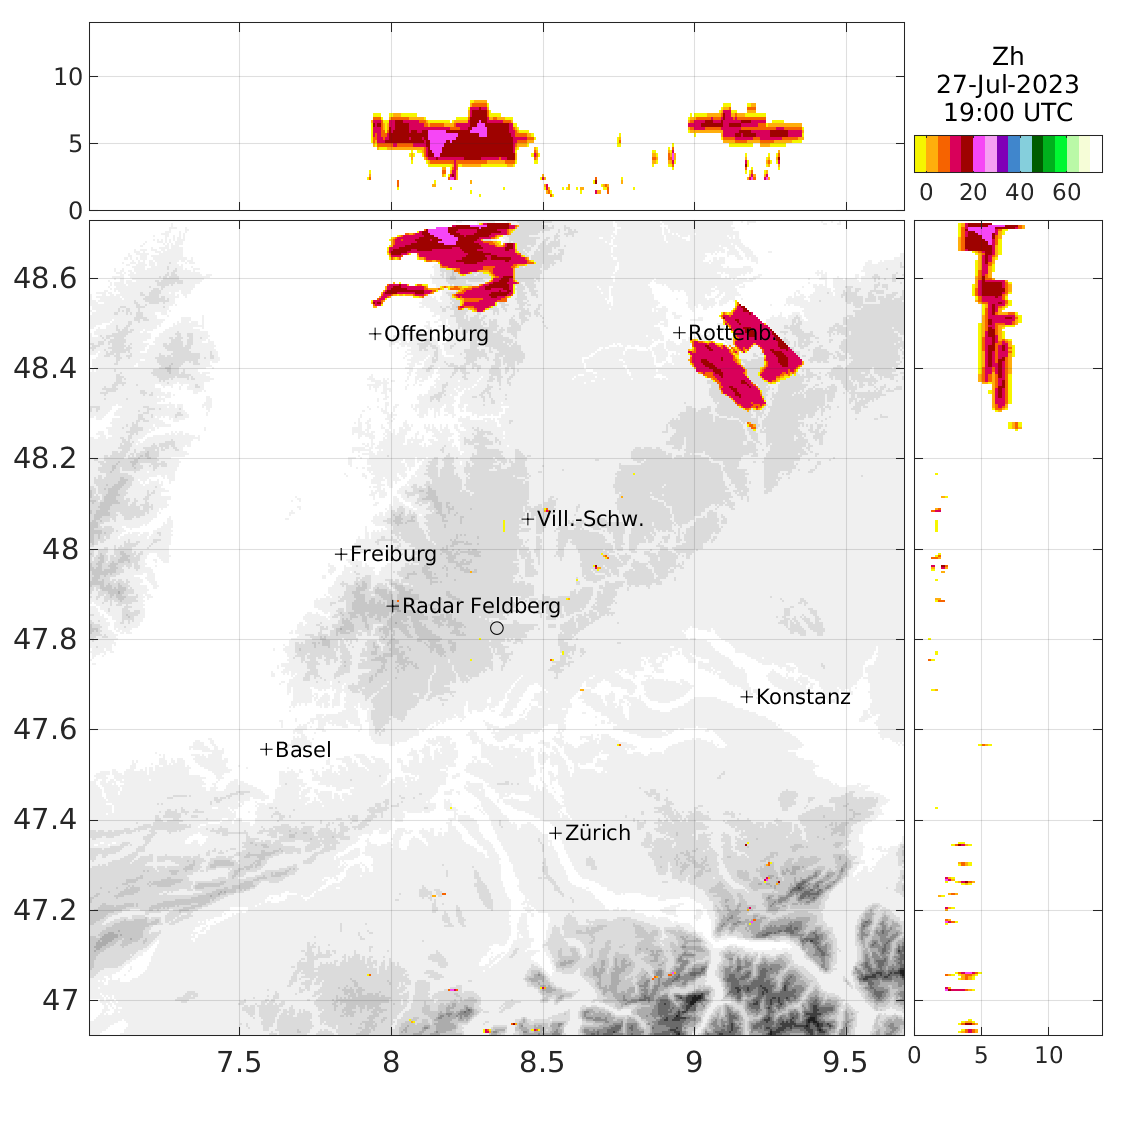 Zh
27-Jul-2023
19:00 UTC
0 20 40 60
10
5
0
48.6
48.4
48.2
48
47.8
47.6
47.4
47.2
47
Offenburg
Rottenb.
Vill.-Schw.
Freiburg
Radar Feldberg
Konstanz
Basel
Zürich
7.5 8 8.5 9 9.5
0 5 10